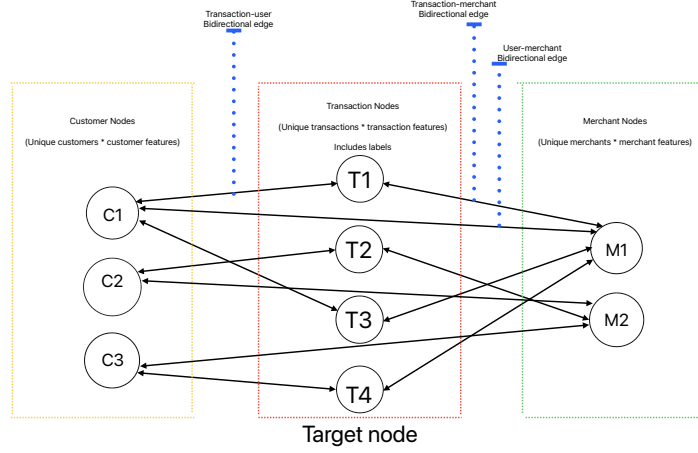 Transaction-user
Bidirectional edge
Transaction-merchant
Bidirectional edge
User-merchant
Bidirectional edge
Customer Nodes
(Unique customers * customer features)
Transaction Nodes
(Unique transactions * transaction features)
Includes labels
Merchant Nodes
(Unique merchants * merchant features)
C1
C2
C3
T1
T2
T3
T4
M1
M2
Target node